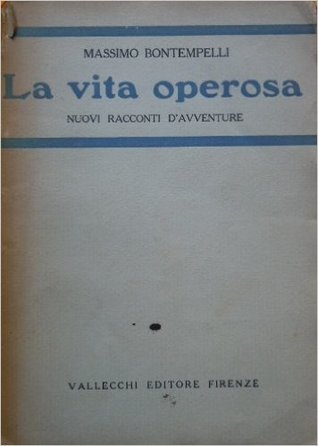 MASSIMO BONTEMPELLI
La vita operosa
NUOVI RACCONTI D'AVVENTURE
VALLECCHI EDITORE FIRENZE